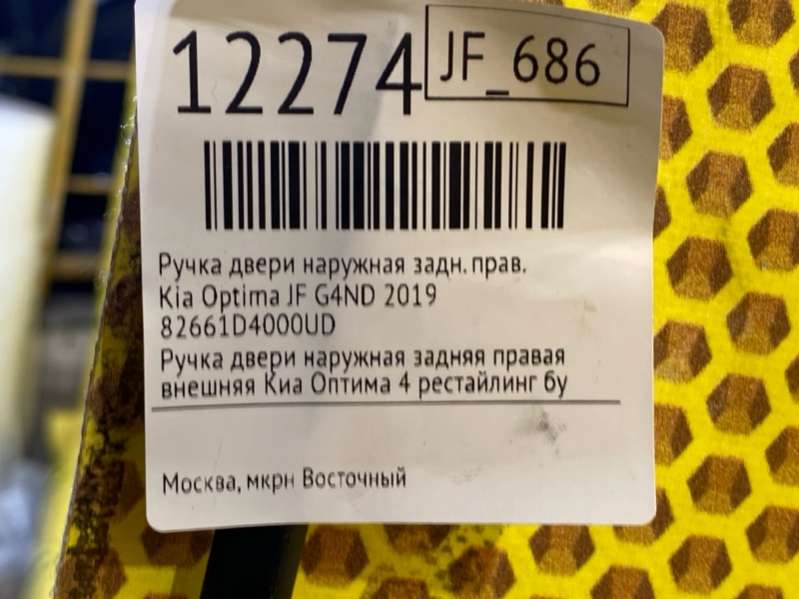 12274
JF_686
Ручка двери наружная задн. прав.
Kia Optima JF G4ND 2019
82661D4000UD
Ручка двери наружная задняя правая
внешняя Киа Оптима 4 рестайлинг бу
Москва, мкрн Восточный